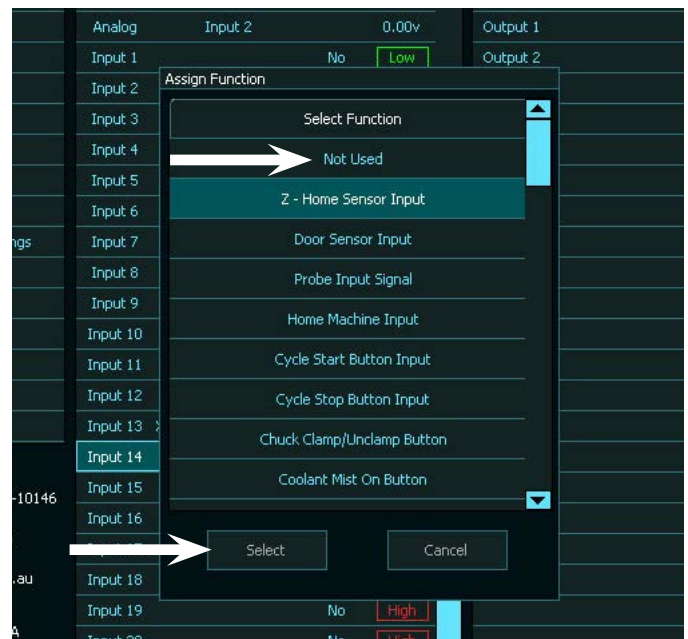 Analog Input 2 0.00v Output 1
Input 1 No Low Output 2
Assign Function
Input 2
Select Function
Input 3
Not Used
Input 4
Input 5
Z - Home Sensor Input
Input 6
ngs Input 7 Door Sensor Input
Input 8 Probe Input Signal
Input 9
Home Machine Input
Input 10
Input 11 Cycle Start Button Input
Input 12 Cycle Stop Button Input
Input 13
Chuck Clamp/Unclamp Button
Input 14
Input 15 Coolant Mist On Button
-10146
Input 16
Select Cancel
.au Input 18
Input 19 No High
A